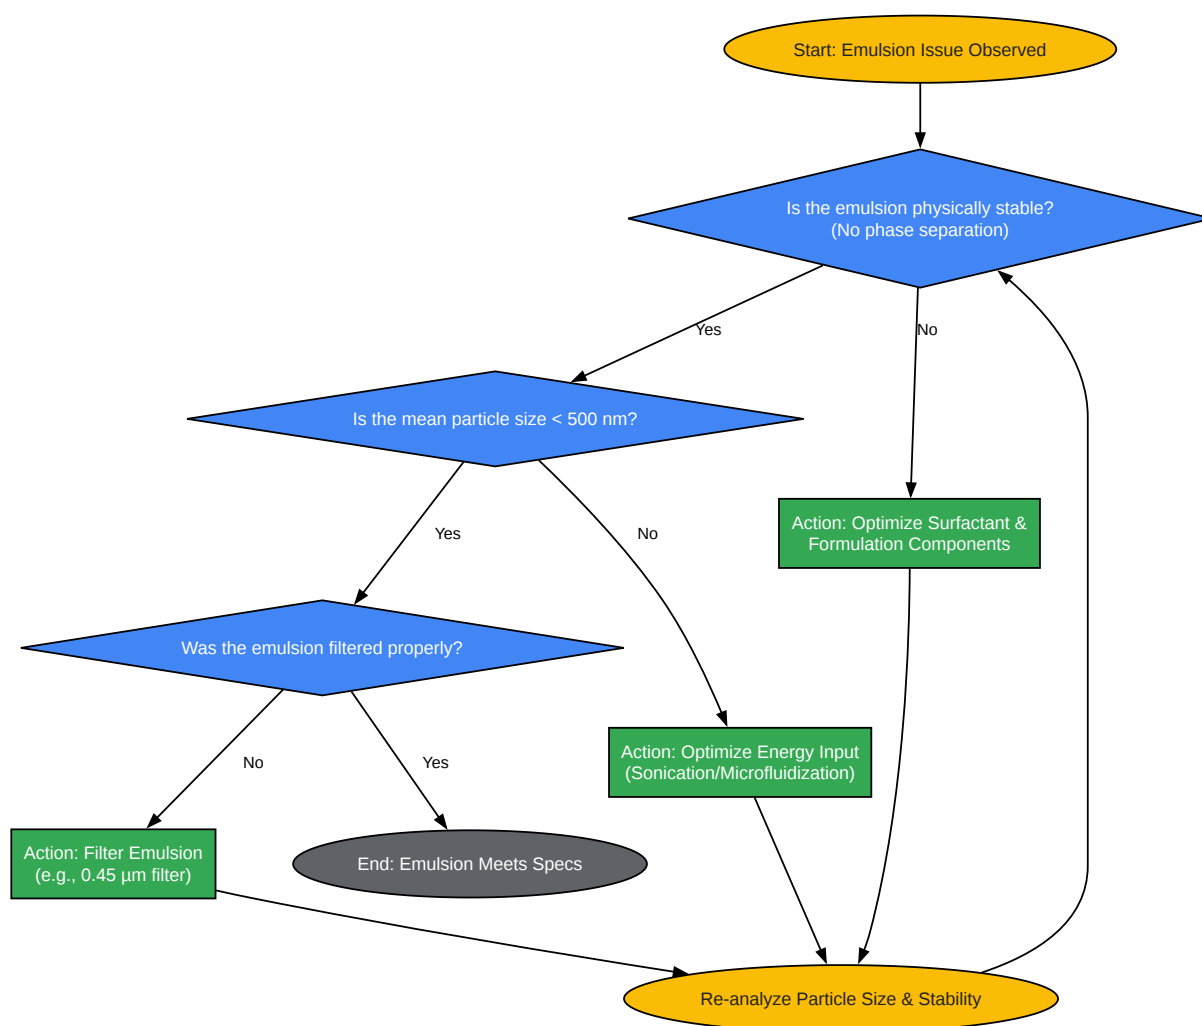 Start: Emulsion Issue Observed
Is the emulsion physically stable?
(No phase separation)
Yes
No
Is the mean particle size < 500 nm?
Yes
No
Action: Optimize Surfactant &
Formulation Components
Was the emulsion filtered properly?
No
Yes
Action: Optimize Energy Input
(Sonication/Microfluidization)
Action: Filter Emulsion
(e.g., 0.45 µm filter)
End: Emulsion Meets Specs
Re-analyze Particle Size & Stability